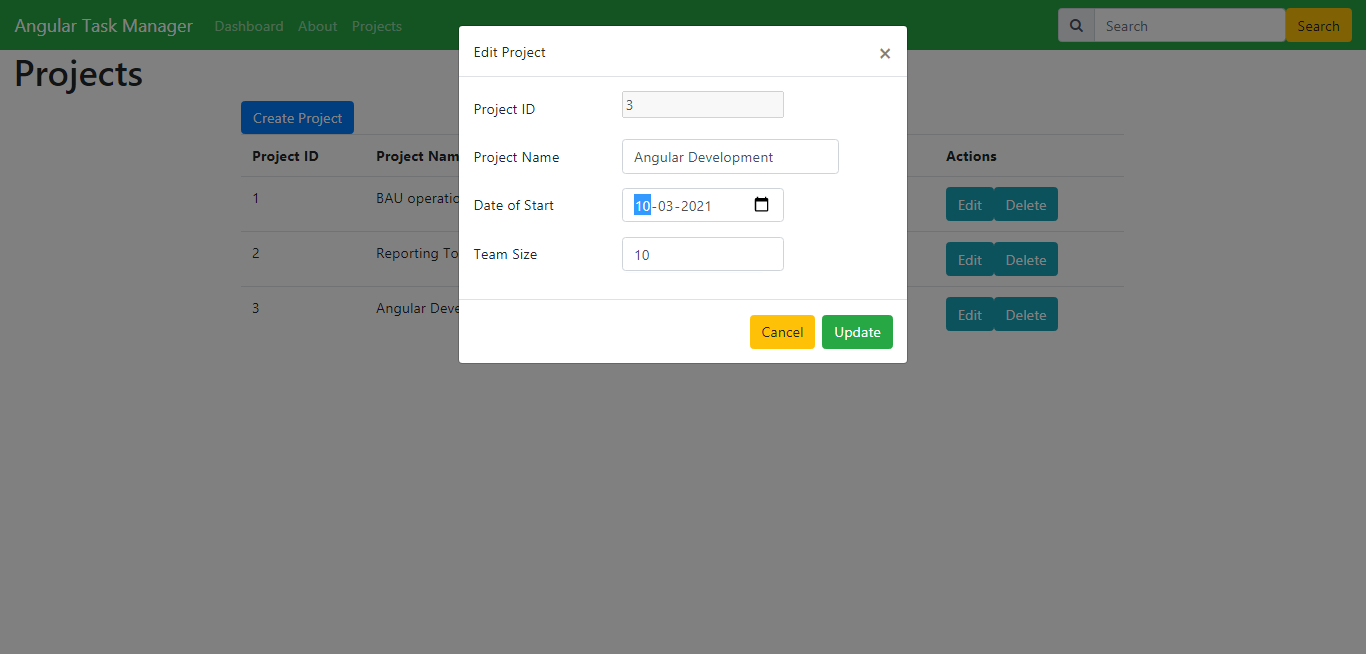 Angular Task Manager Dashboard About Projects Search Search
Projects
Create Project
Project ID Project Nam Actions
1 BAU operatio Edit Delete
2 Reporting To Edit Delete
3 Angular Deve Edit Delete
Edit Project ×
Project ID 3
Project Name Angular Development
Date of Start 10-03-2021
Team Size 10
Cancel Update